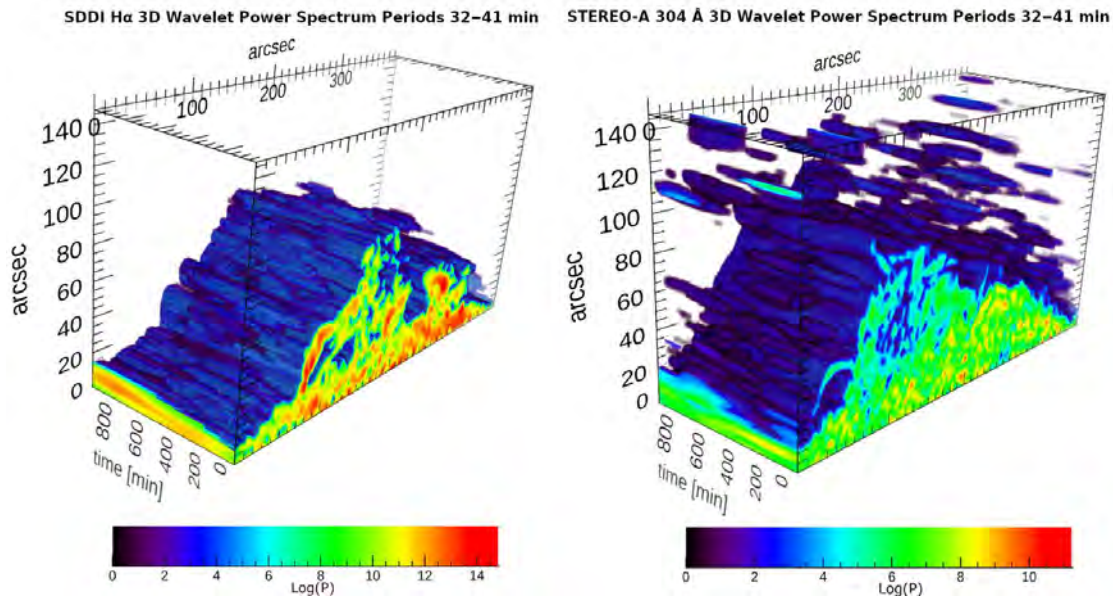 SDDI Hα 3D Wavelet Power Spectrum Periods 32−41 min
arcsec
0 100 200 300
140
120
100
80
60
40
20
0
arcsec
800 600 400 200 0
time [min]
0 2 4 6 8 10 12 14
Log(P)
STEREO-A 304 Å 3D Wavelet Power Spectrum Periods 32−41 min
arcsec
0 100 200 300
140
120
100
80
60
40
20
0
arcsec
800 600 400 200 0
time [min]
0 2 4 6 8 10
Log(P)